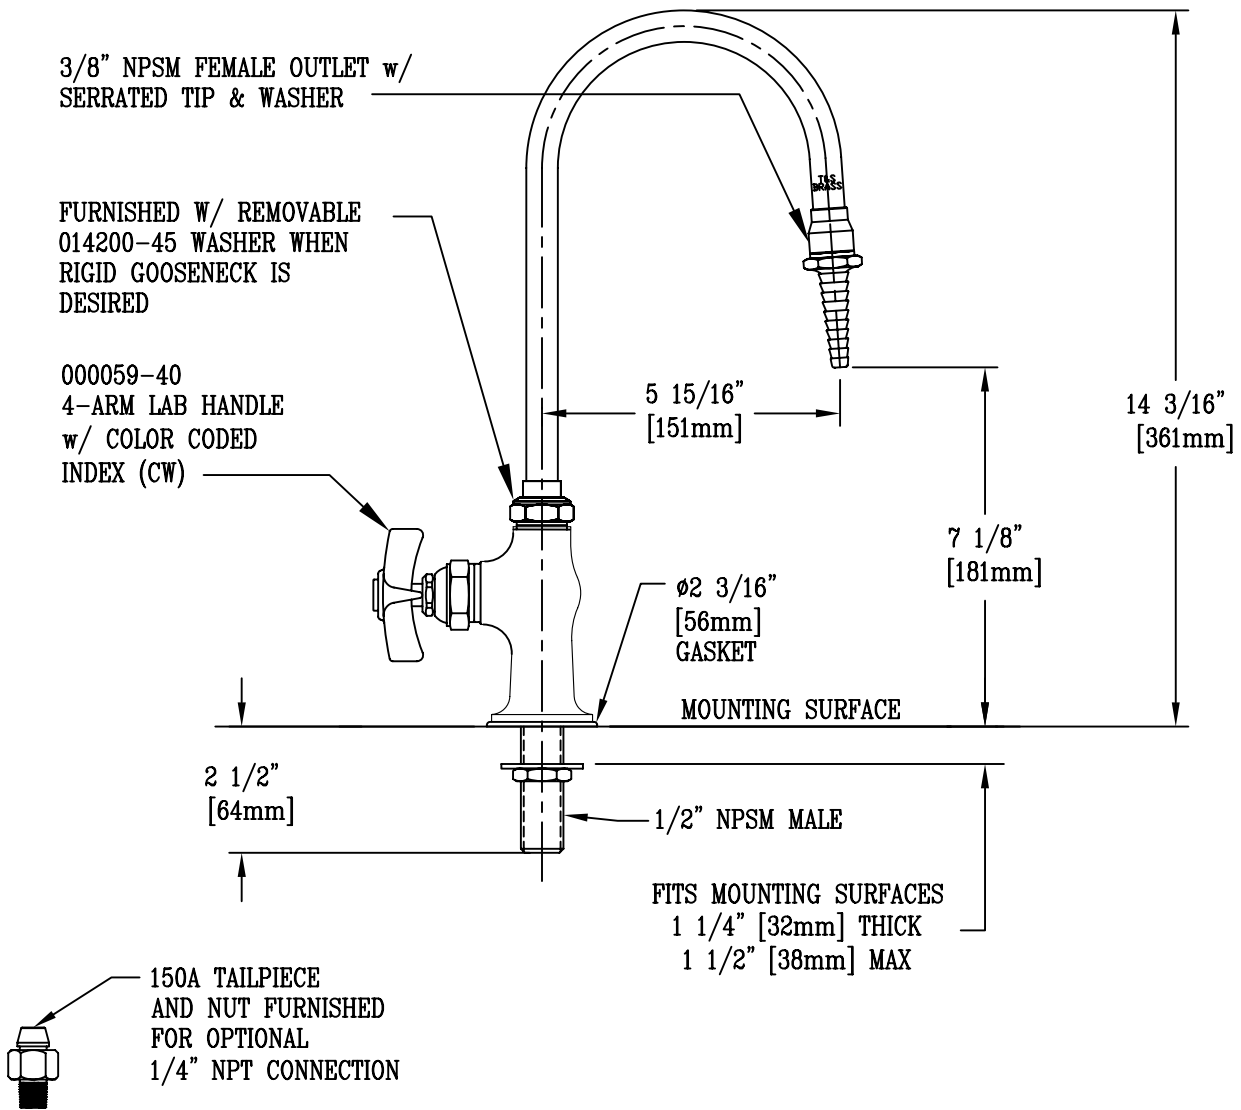 3/8" NPSM FEMALE OUTLET w/
SERRATED TIP & WASHER
T&S
BRASS
FURNISHED W/ REMOVABLE
014200-45 WASHER WHEN
RIGID GOOSENECK IS
DESIRED
000059-40
4-ARM LAB HANDLE
w/ COLOR CODED
INDEX (CW)
5 15/16"
[151mm]
14 3/16"
[361mm]
7 1/8"
[181mm]
ø2 3/16"
[56mm]
GASKET
MOUNTING SURFACE
2 1/2"
[64mm]
1/2" NPSM MALE
FITS MOUNTING SURFACES
1 1/4" [32mm] THICK
1 1/2" [38mm] MAX
150A TAILPIECE
AND NUT FURNISHED
FOR OPTIONAL
1/4" NPT CONNECTION